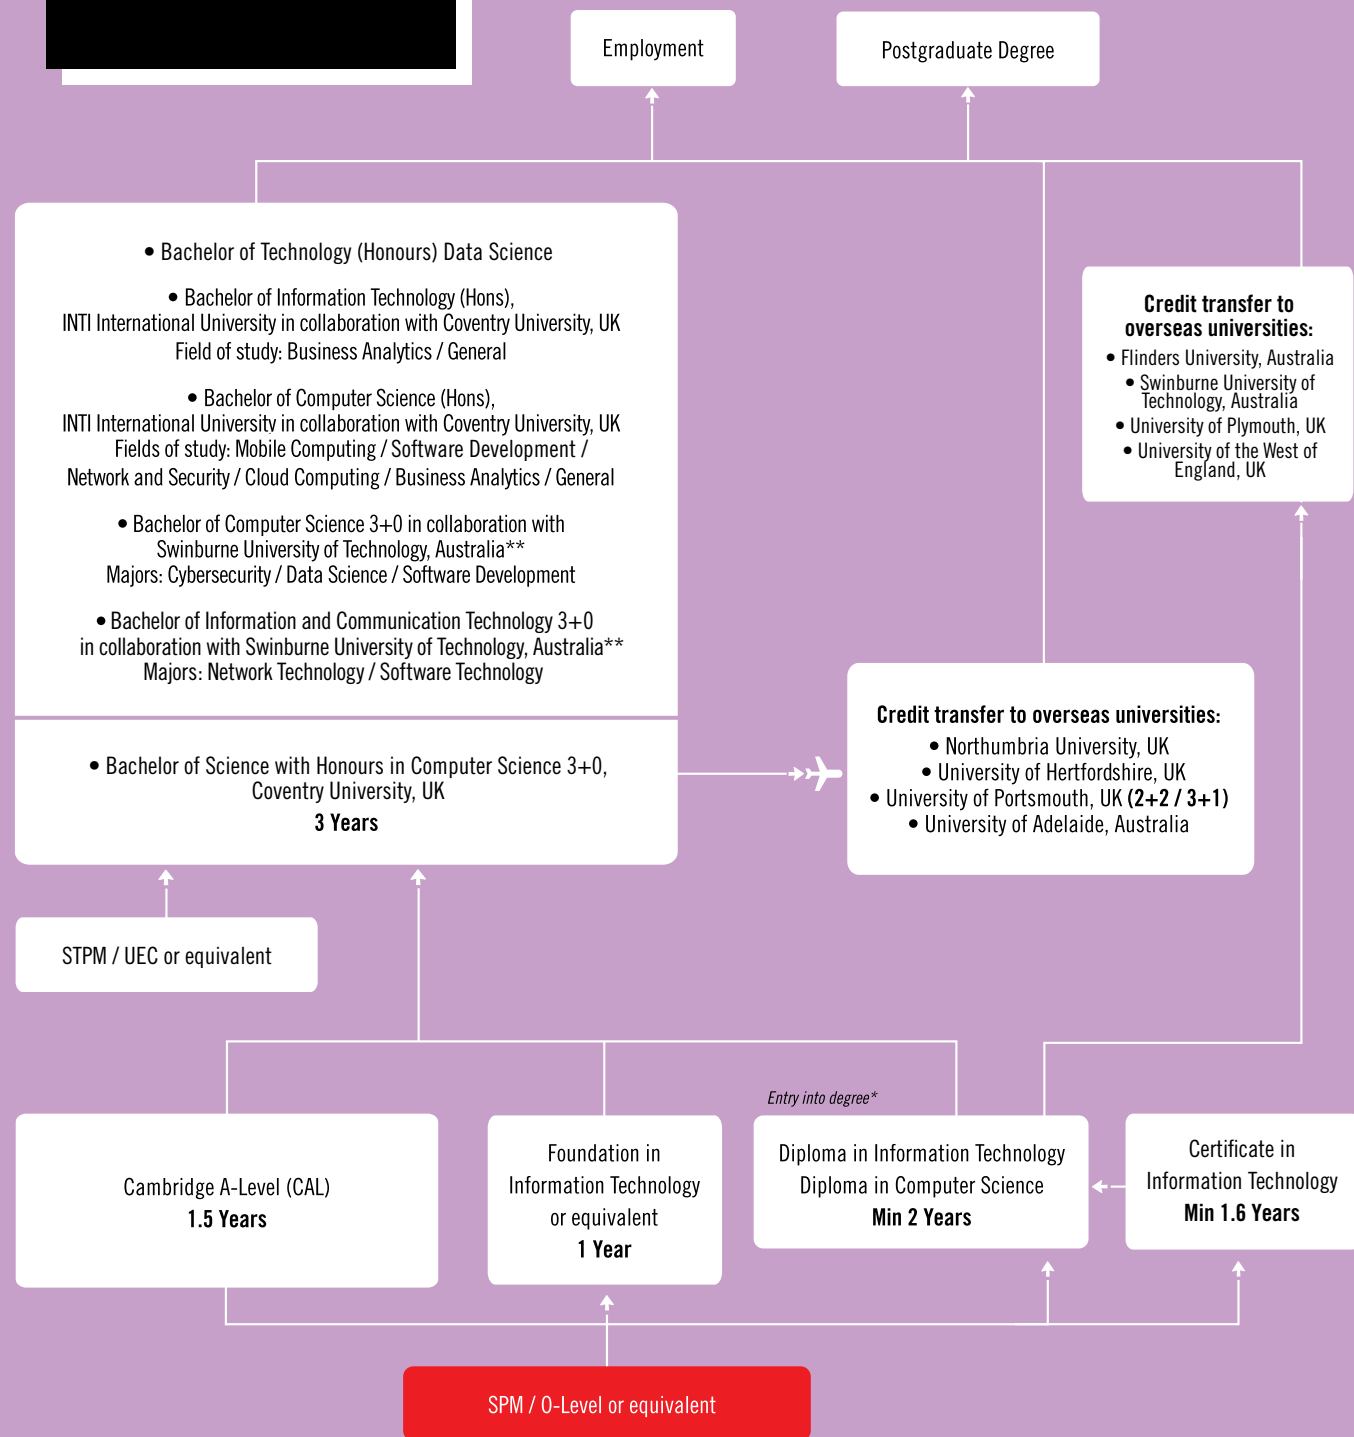 Employment
Postgraduate Degree
• Bachelor of Technology (Honours) Data Science
• Bachelor of Information Technology (Hons),
INTI International University in collaboration with Coventry University, UK
Field of study: Business Analytics / General
• Bachelor of Computer Science (Hons),
INTI International University in collaboration with Coventry University, UK
Fields of study: Mobile Computing / Software Development /
Network and Security / Cloud Computing / Business Analytics / General
• Bachelor of Computer Science 3+0 in collaboration with
Swinburne University of Technology, Australia**
Majors: Cybersecurity / Data Science / Software Development
• Bachelor of Information and Communication Technology 3+0
in collaboration with Swinburne University of Technology, Australia**
Majors: Network Technology / Software Technology
• Bachelor of Science with Honours in Computer Science 3+0,
Coventry University, UK
3 Years
Credit transfer to
overseas universities:
• Flinders University, Australia
• Swinburne University of
Technology, Australia
• University of Plymouth, UK
• University of the West of
England, UK
Credit transfer to overseas universities:
• Northumbria University, UK
• University of Hertfordshire, UK
• University of Portsmouth, UK (2+2 / 3+1)
• University of Adelaide, Australia
STPM / UEC or equivalent
Entry into degree*
Cambridge A-Level (CAL)
1.5 Years
Foundation in
Information Technology
or equivalent
1 Year
Diploma in Information Technology
Diploma in Computer Science
Min 2 Years
Certificate in
Information Technology
Min 1.6 Years
SPM / O-Level or equivalent